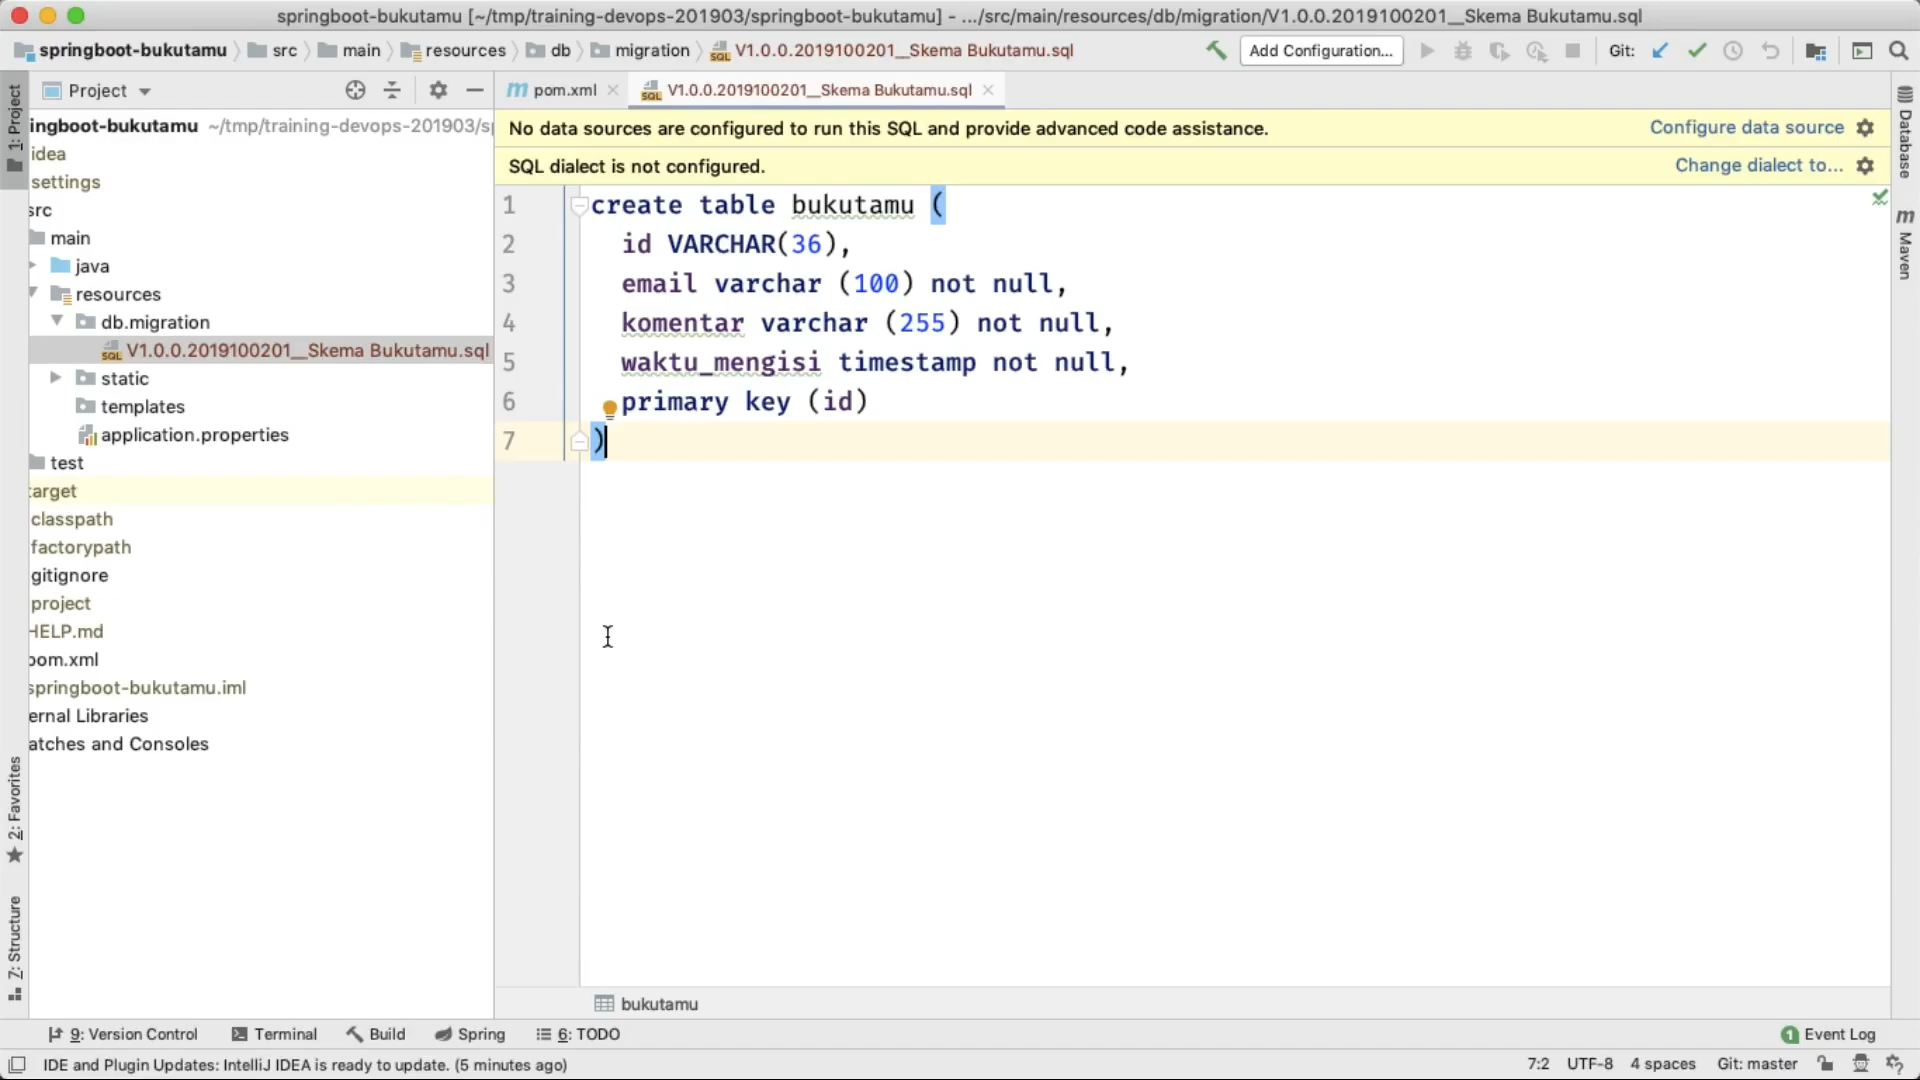 springboot-bukutamu [~/tmp/training-devops-201903/springboot-bukutamu] - .../src/main/resources/db/migration/V1.0.0.2019100201__Skema Bukutamu.sql
springboot-bukutamu src main resources db migration V1.0.0.2019100201__Skema Bukutamu.sql Add Configuration... Git:
1: Project
Project
pom.xml V1.0.0.2019100201__Skema Bukutamu.sql
ingboot-bukutamu ~/tmp/training-devops-201903/s
idea
settings
src
main
java
resources
db.migration
V1.0.0.2019100201__Skema Bukutamu.sql
static
templates
application.properties
test
target
classpath
factorypath
gitignore
project
HELP.md
pom.xml
springboot-bukutamu.iml
ernal Libraries
atches and Consoles
No data sources are configured to run this SQL and provide advanced code assistance. Configure data source
SQL dialect is not configured. Change dialect to...
1 create table bukutamu (
2 id VARCHAR(36),
3 email varchar (100) not null,
4 komentar varchar (255) not null,
5 waktu_mengisi timestamp not null,
6 primary key (id)
7 )
bukutamu
Database
Maven
2: Favorites
7: Structure
9: Version Control Terminal Build Spring 6: TODO 1 Event Log
IDE and Plugin Updates: IntelliJ IDEA is ready to update. (5 minutes ago) 7:2 UTF-8 4 spaces Git: master